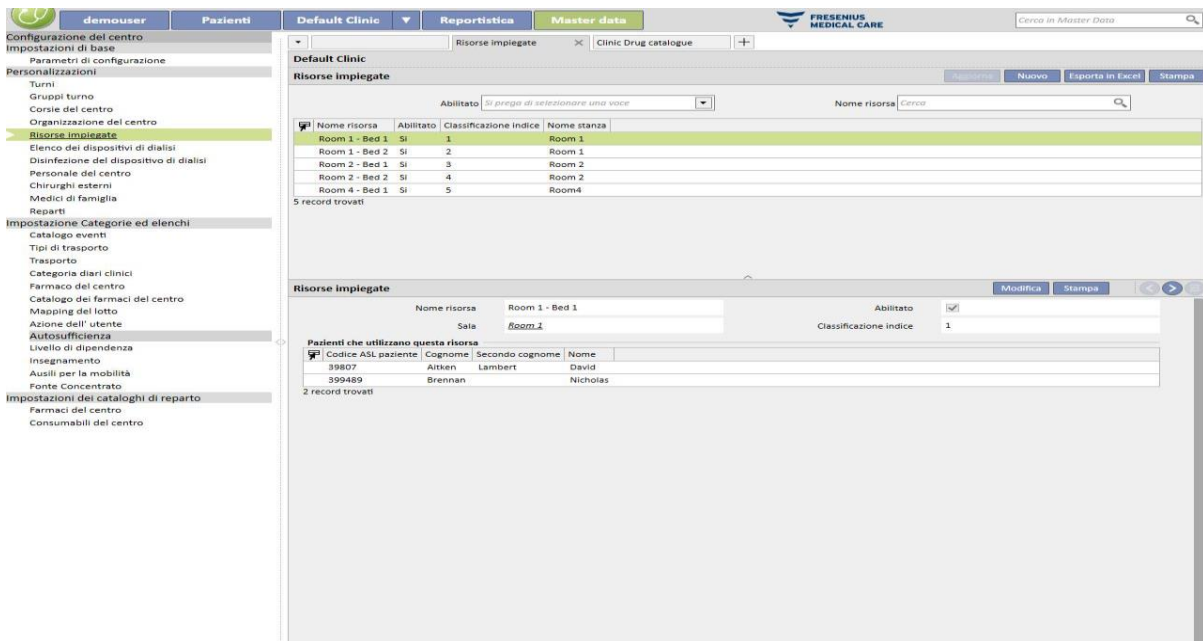 demouser Pazienti Default Clinic Reportistica Master data FRESENIUS MEDICAL CARE Cerca in Master Data
Configurazione del centro
Impostazioni di base
Parametri di configurazione
Personalizzazioni
Turni
Gruppi turno
Corsie del centro
Organizzazione del centro
Risorse impiegate
Elenco dei dispositivi di dialisi
Disinfezione del dispositivo di dialisi
Personale del centro
Chirurghi esterni
Medici di famiglia
Reparti
Impostazione Categorie ed elenchi
Catalogo eventi
Tipi di trasporto
Trasporto
Categoria diari clinici
Farmaco del centro
Catalogo dei farmaci del centro
Mapping del lotto
Azione dell' utente
Autosufficienza
Livello di dipendenza
Insegnamento
Ausili per la mobilità
Fonte Concentrato
Impostazioni dei cataloghi di reparto
Farmaci del centro
Consumabili del centro
Risorse impiegate Clinic Drug catalogue
Default Clinic
Risorse impiegate Nuovo Esporta in Excel Stampa
Abilitato Si prega di selezionare una voce Nome risorsa Cerca
Nome risorsa Abilitato Classificazione indice Nome stanza
Room 1 - Bed 1 Si 1 Room 1
Room 1 - Bed 2 Si 2 Room 1
Room 2 - Bed 1 Si 3 Room 2
Room 2 - Bed 2 Si 4 Room 2
Room 4 - Bed 1 Si 5 Room4
5 record trovati
Risorse impiegate Modifica Stampa
Nome risorsa Room 1 - Bed 1 Abilitato
Sala Room 1 Classificazione indice 1
Pazienti che utilizzano questa risorsa
Codice ASL paziente Cognome Secondo cognome Nome
39807 Aitken Lambert David
399489 Brennan Nicholas
2 record trovati